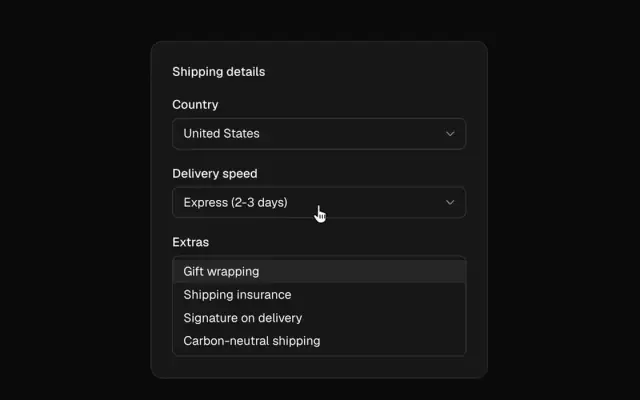 Shipping details
Country
United States
Delivery speed
Express (2-3 days)
Extras
Gift wrapping
Shipping insurance
Signature on delivery
Carbon-neutral shipping